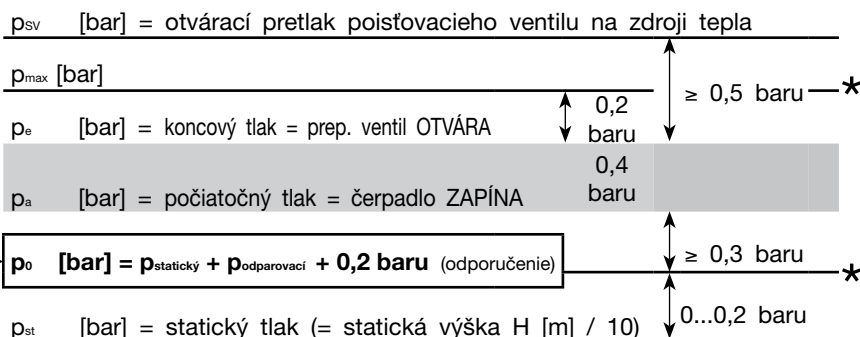 pSV [bar] = otvárací pretlak poisťovacieho ventilu na zdroji tepla
pmax [bar]
≥ 0,5 baru *
0,2
baru
pe [bar] = koncový tlak = prep. ventil OTVÁRA
0,4
baru
pa [bar] = počiatočný tlak = čerpadlo ZAPÍNA
p0 [bar] = pstatický + podparovací + 0,2 baru (odporučenie)
≥ 0,3 baru
*
pst [bar] = statický tlak (= statická výška H [m] / 10)
0...0,2 baru